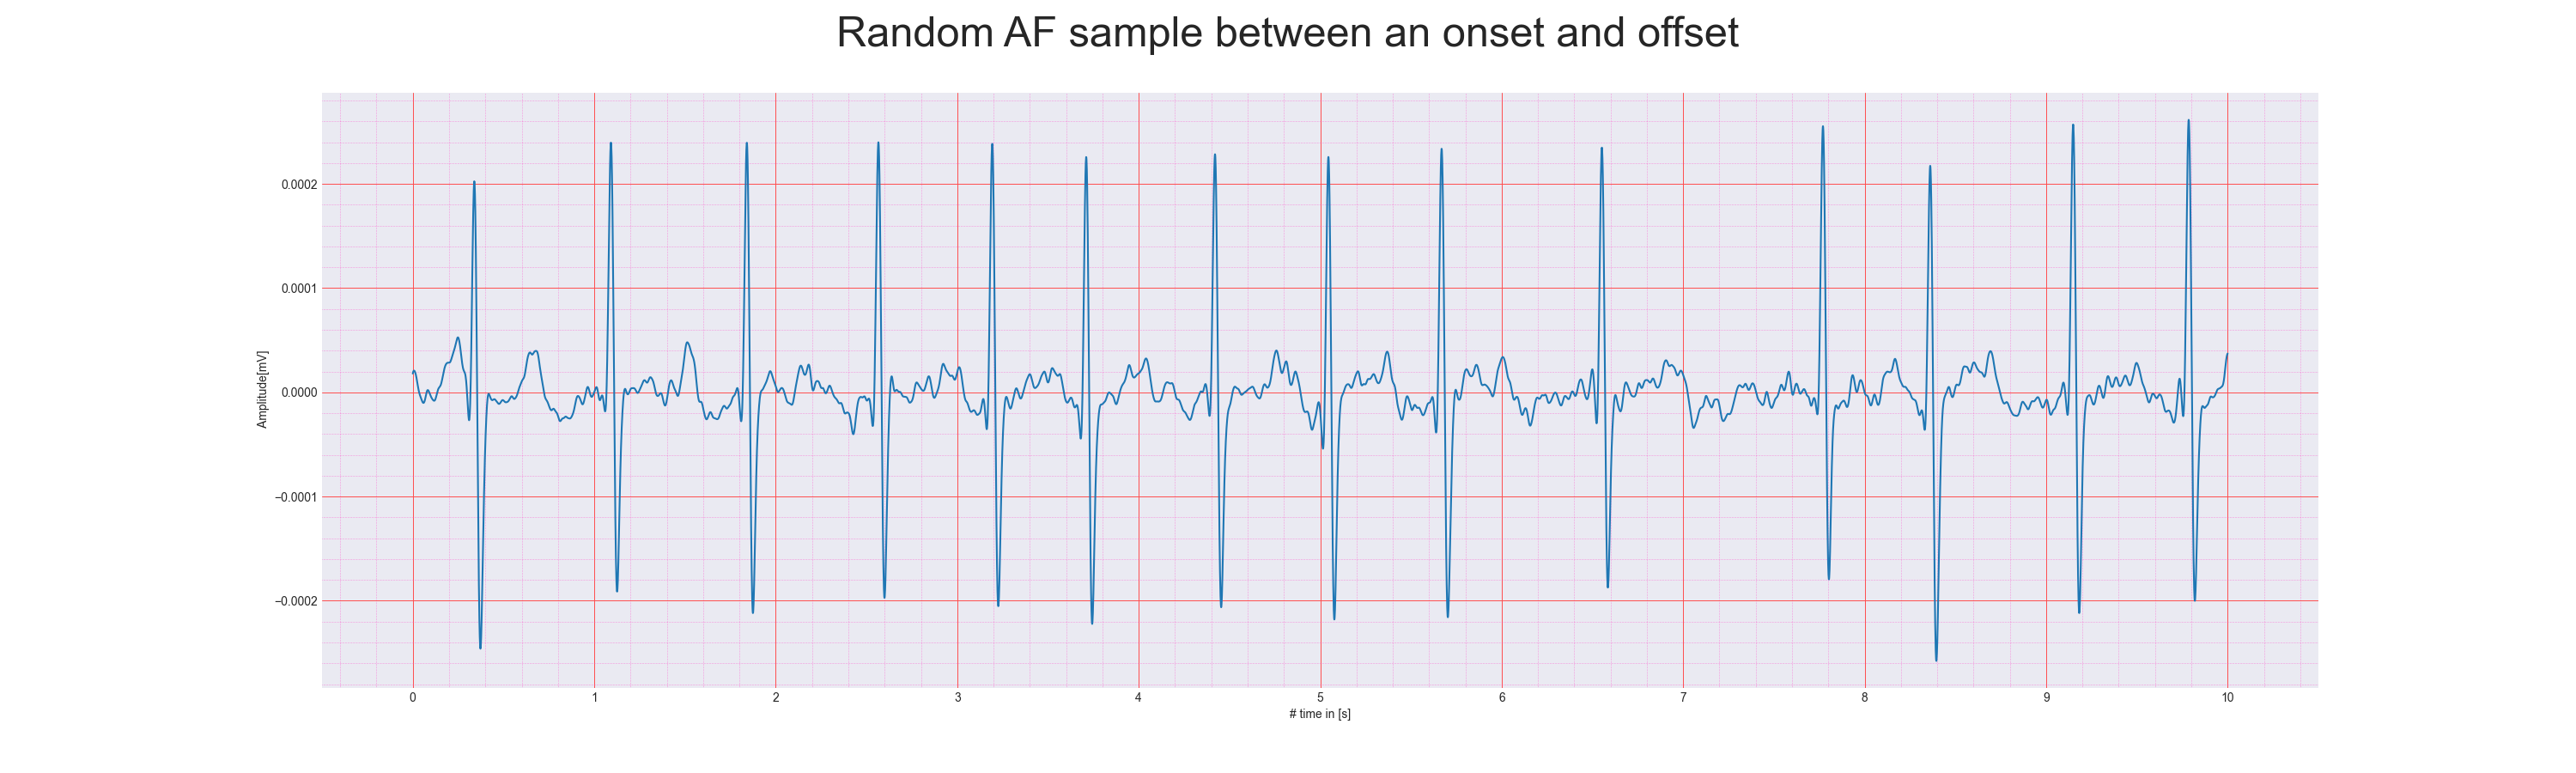 Random AF sample between an onset and offset
Amplitude[mV]
0.0002
0.0001
0.0000
−0.0001
−0.0002
0 1 2 3 4 5 6 7 8 9 10
# time in [s]